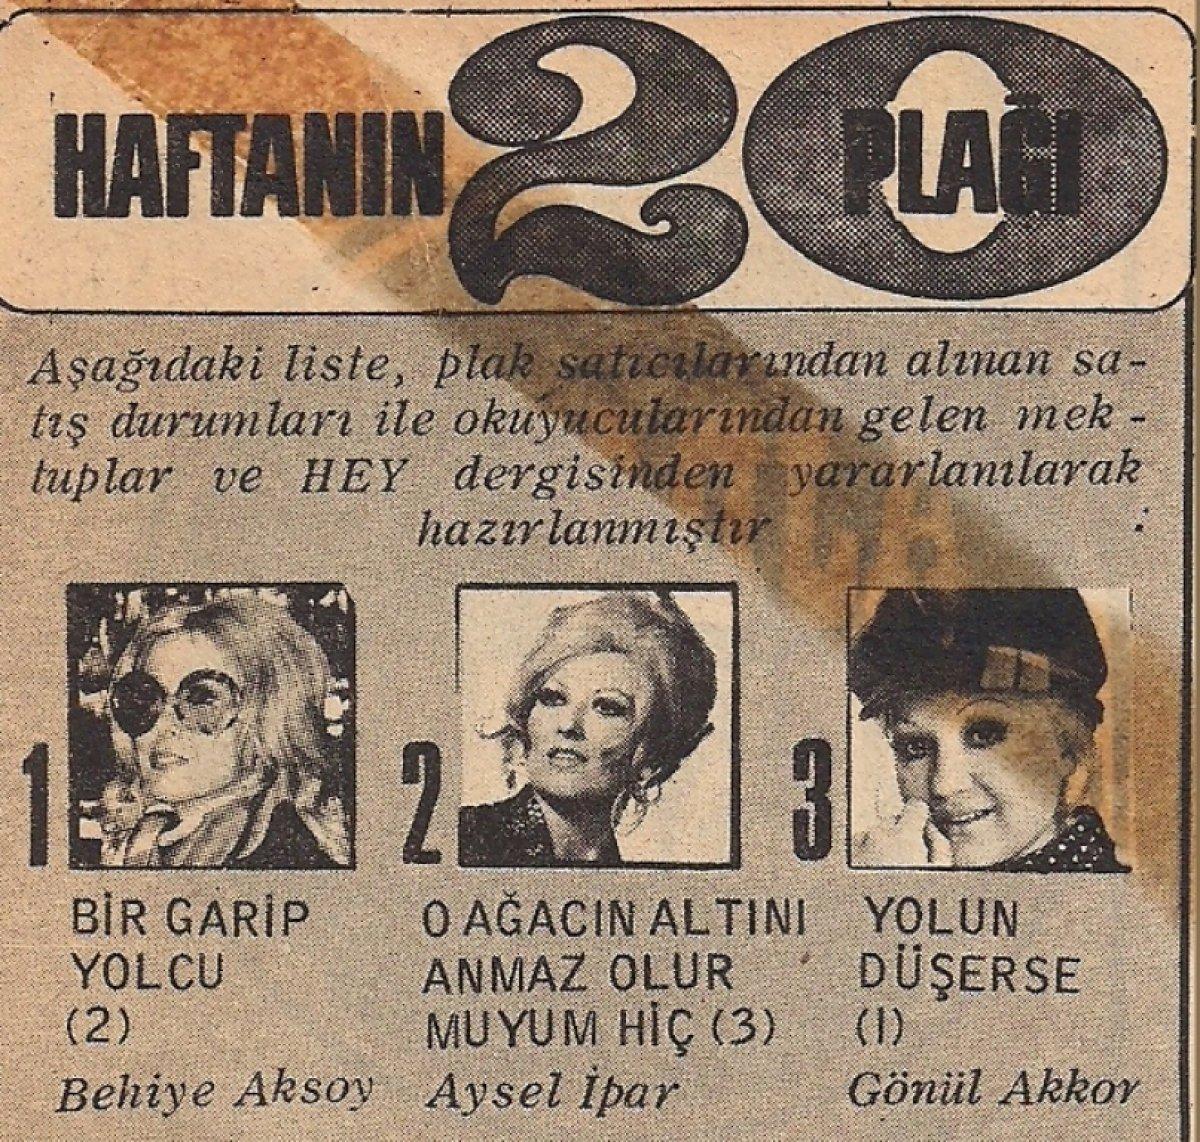 HAFTANIN 20 PLAĞI
Aşağıdaki liste, plak satıcılarından alınan sa-
tış durumları ile okuyucularından gelen mek-
tuplar ve HEY dergisinden yararlanılarak
hazırlanmıştır :
1
2
3
BİR GARİP
YOLCU
(2)
Behiye Aksoy
O AĞACIN ALTINI
ANMAZ OLUR
MUYUM HİÇ (3)
Aysel İpar
YOLUN
DÜŞERSE
(1)
Gönül Akkor